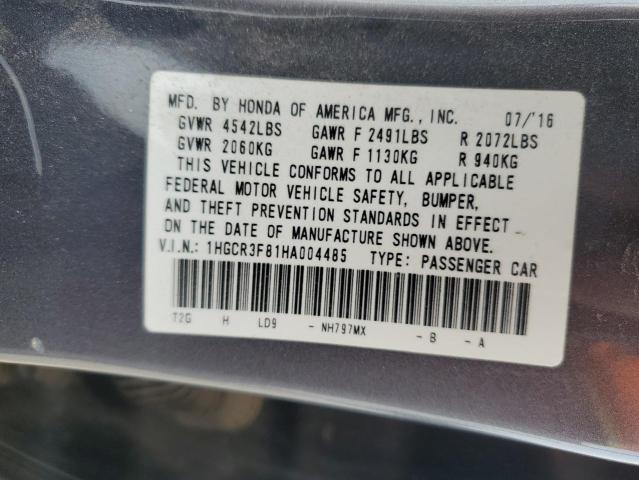 MFD. BY HONDA OF AMERICA MFG., INC. 07/'16
GVWR 4542LBS GAWR F 2491LBS R 2072LBS
GVWR 2060KG GAWR F 1130KG R 940KG
THIS VEHICLE CONFORMS TO ALL APPLICABLE
FEDERAL MOTOR VEHICLE SAFETY, BUMPER,
AND THEFT PREVENTION STANDARDS IN EFFECT
ON THE DATE OF MANUFACTURE SHOWN ABOVE.
V.I.N.: 1HGCR3F81HA004485 TYPE: PASSENGER CAR
T2G H LD9 - NH797MX - B - A